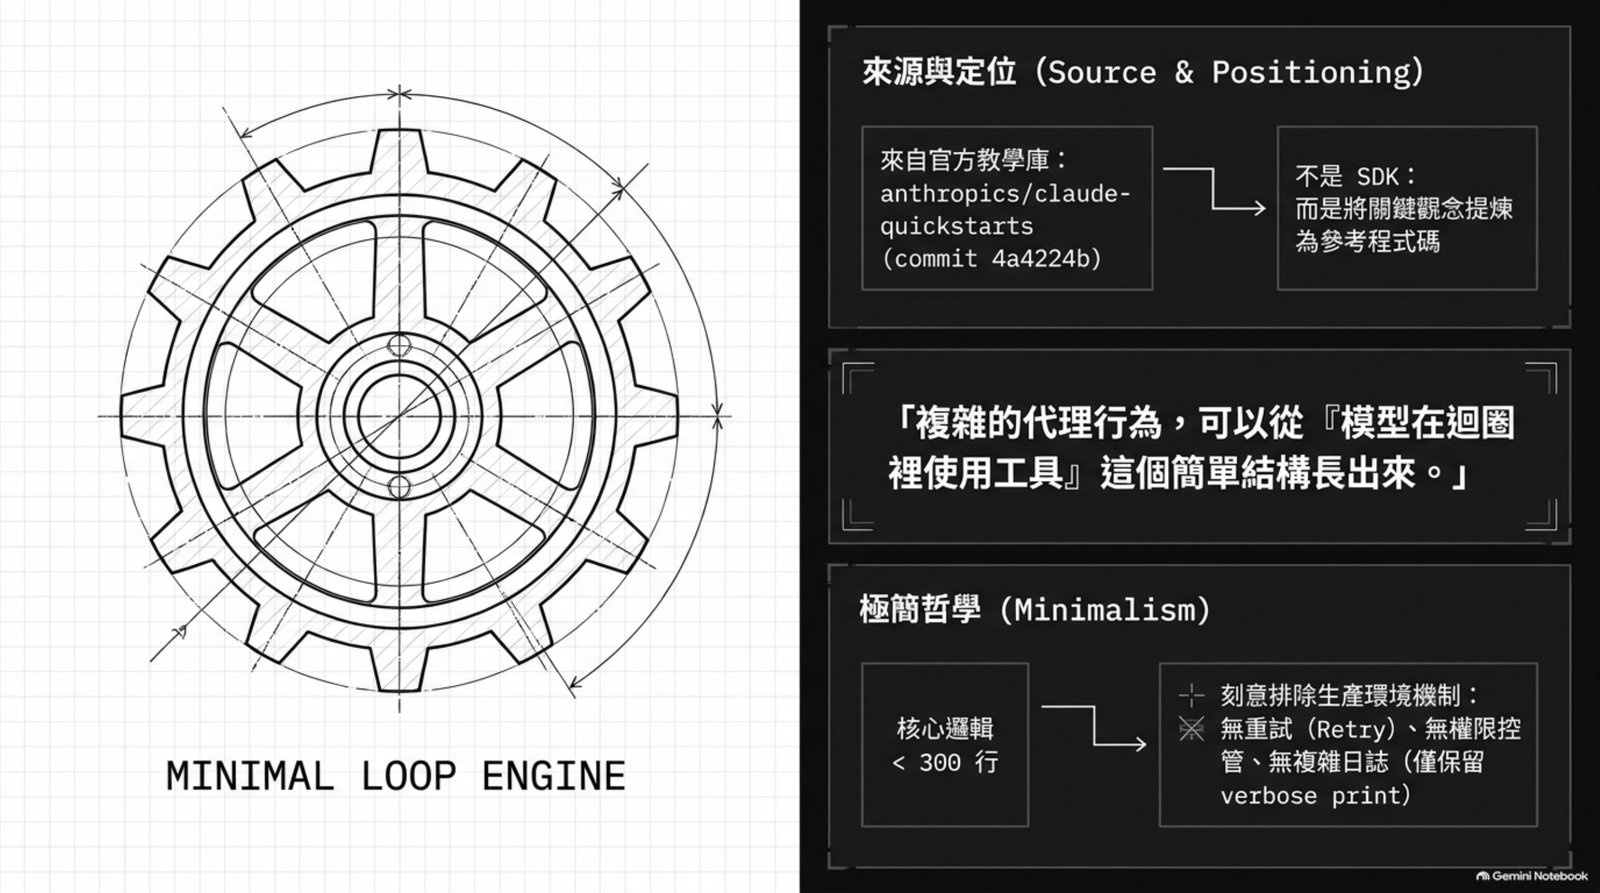 MINIMAL LOOP ENGINE
來源與定位（Source & Positioning）
來自官方教學庫：
anthropics/claude-
quickstarts
(commit 4a4224b)
不是 SDK：
而是將關鍵觀念提煉
為參考程式碼
「複雜的代理行為，可以從『模型在迴圈
裡使用工具』這個簡單結構長出來。」
極簡哲學 (Minimalism)
核心邏輯
< 300 行
刻意排除生產環境機制：
無重試（Retry）、無權限控
管、無複雜日誌（僅保留
verbose print）
Gemini Notebook